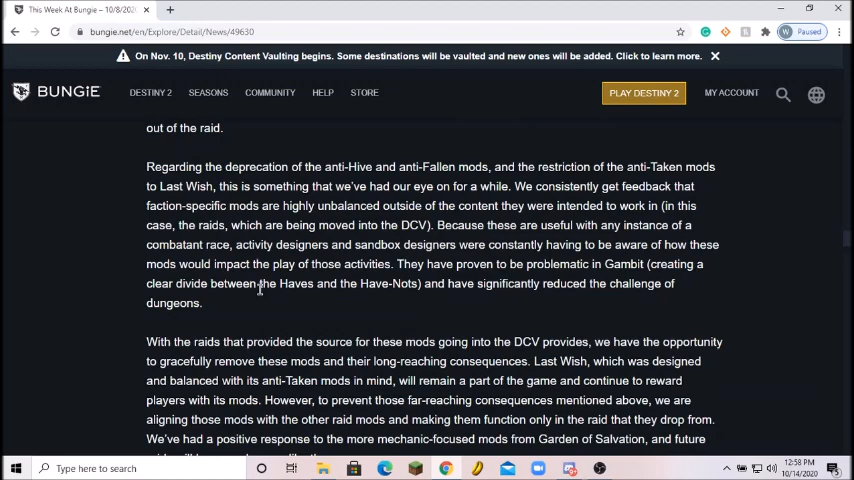 This Week At Bungie – 10/8/20
bungie.net/en/Explore/Detail/News/49630
W Paused
On Nov. 10, Destiny Content Vaulting begins. Some destinations will be vaulted and new ones will be added. Click to learn more.
BUNGiE DESTINY 2 SEASONS COMMUNITY HELP STORE PLAY DESTINY 2 MY ACCOUNT
out of the raid.
Regarding the deprecation of the anti-Hive and anti-Fallen mods, and the restriction of the anti-Taken mods
to Last Wish, this is something that we’ve had our eye on for a while. We consistently get feedback that
faction-specific mods are highly unbalanced outside of the content they were intended to work in (in this
case, the raids, which are being moved into the DCV). Because these are useful with any instance of a
combatant race, activity designers and sandbox designers were constantly having to be aware of how these
mods would impact the play of those activities. They have proven to be problematic in Gambit (creating a
clear divide between the Haves and the Have-Nots) and have significantly reduced the challenge of
dungeons.
With the raids that provided the source for these mods going into the DCV provides, we have the opportunity
to gracefully remove these mods and their long-reaching consequences. Last Wish, which was designed
and balanced with its anti-Taken mods in mind, will remain a part of the game and continue to reward
players with its mods. However, to prevent those far-reaching consequences mentioned above, we are
aligning those mods with the other raid mods and making them function only in the raid that they drop from.
We’ve had a positive response to the more mechanic-focused mods from Garden of Salvation, and future
Type here to search
12:58 PM
10/14/2020
5